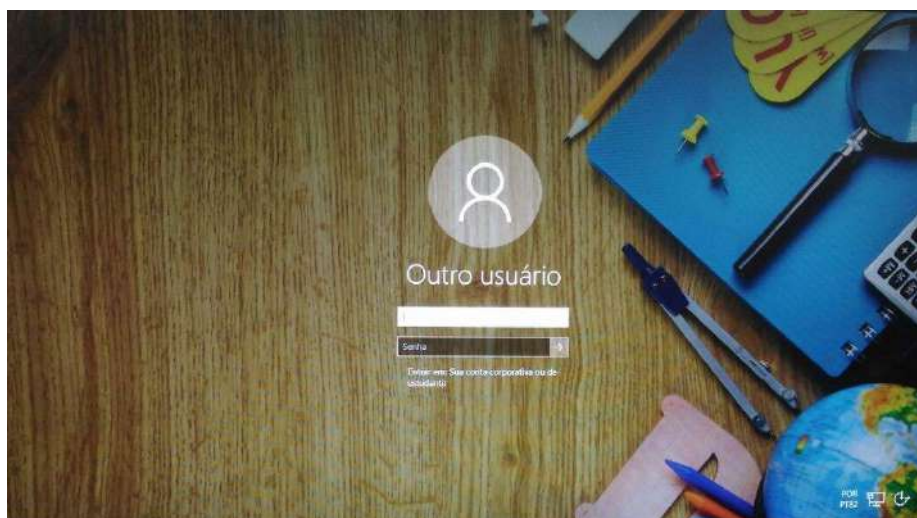 Outro usuário
Senha
Entrar em: Sua conta corporativa ou de
estudante
POR
PTB2